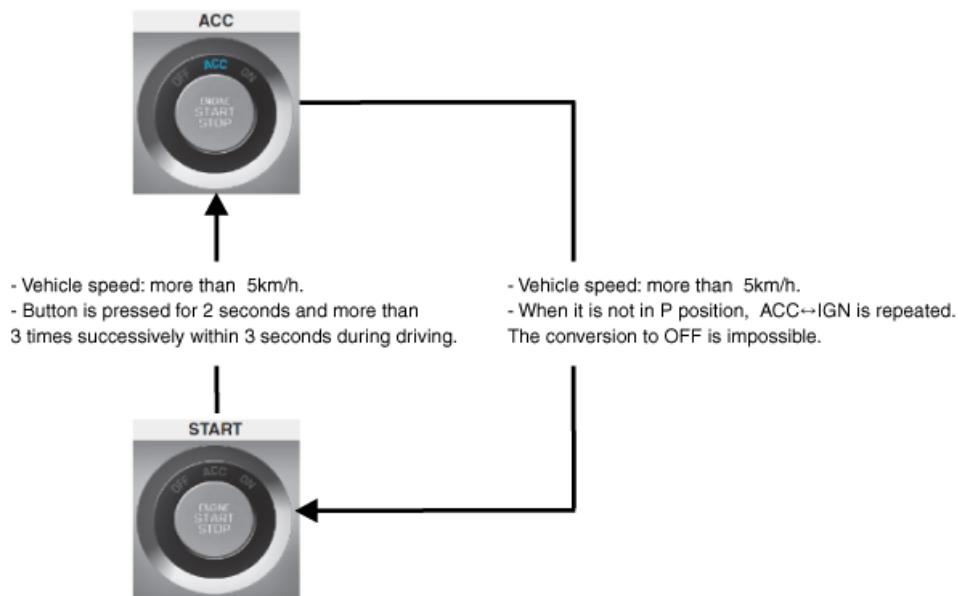 ACC
OFF ACC ON
ENGINE
START
STOP
- Vehicle speed: more than 5km/h.
- Button is pressed for 2 seconds and more than
3 times successively within 3 seconds during driving.
- Vehicle speed: more than 5km/h.
- When it is not in P position, ACC↔IGN is repeated.
The conversion to OFF is impossible.
START
OFF ACC ON
ENGINE
START
STOP